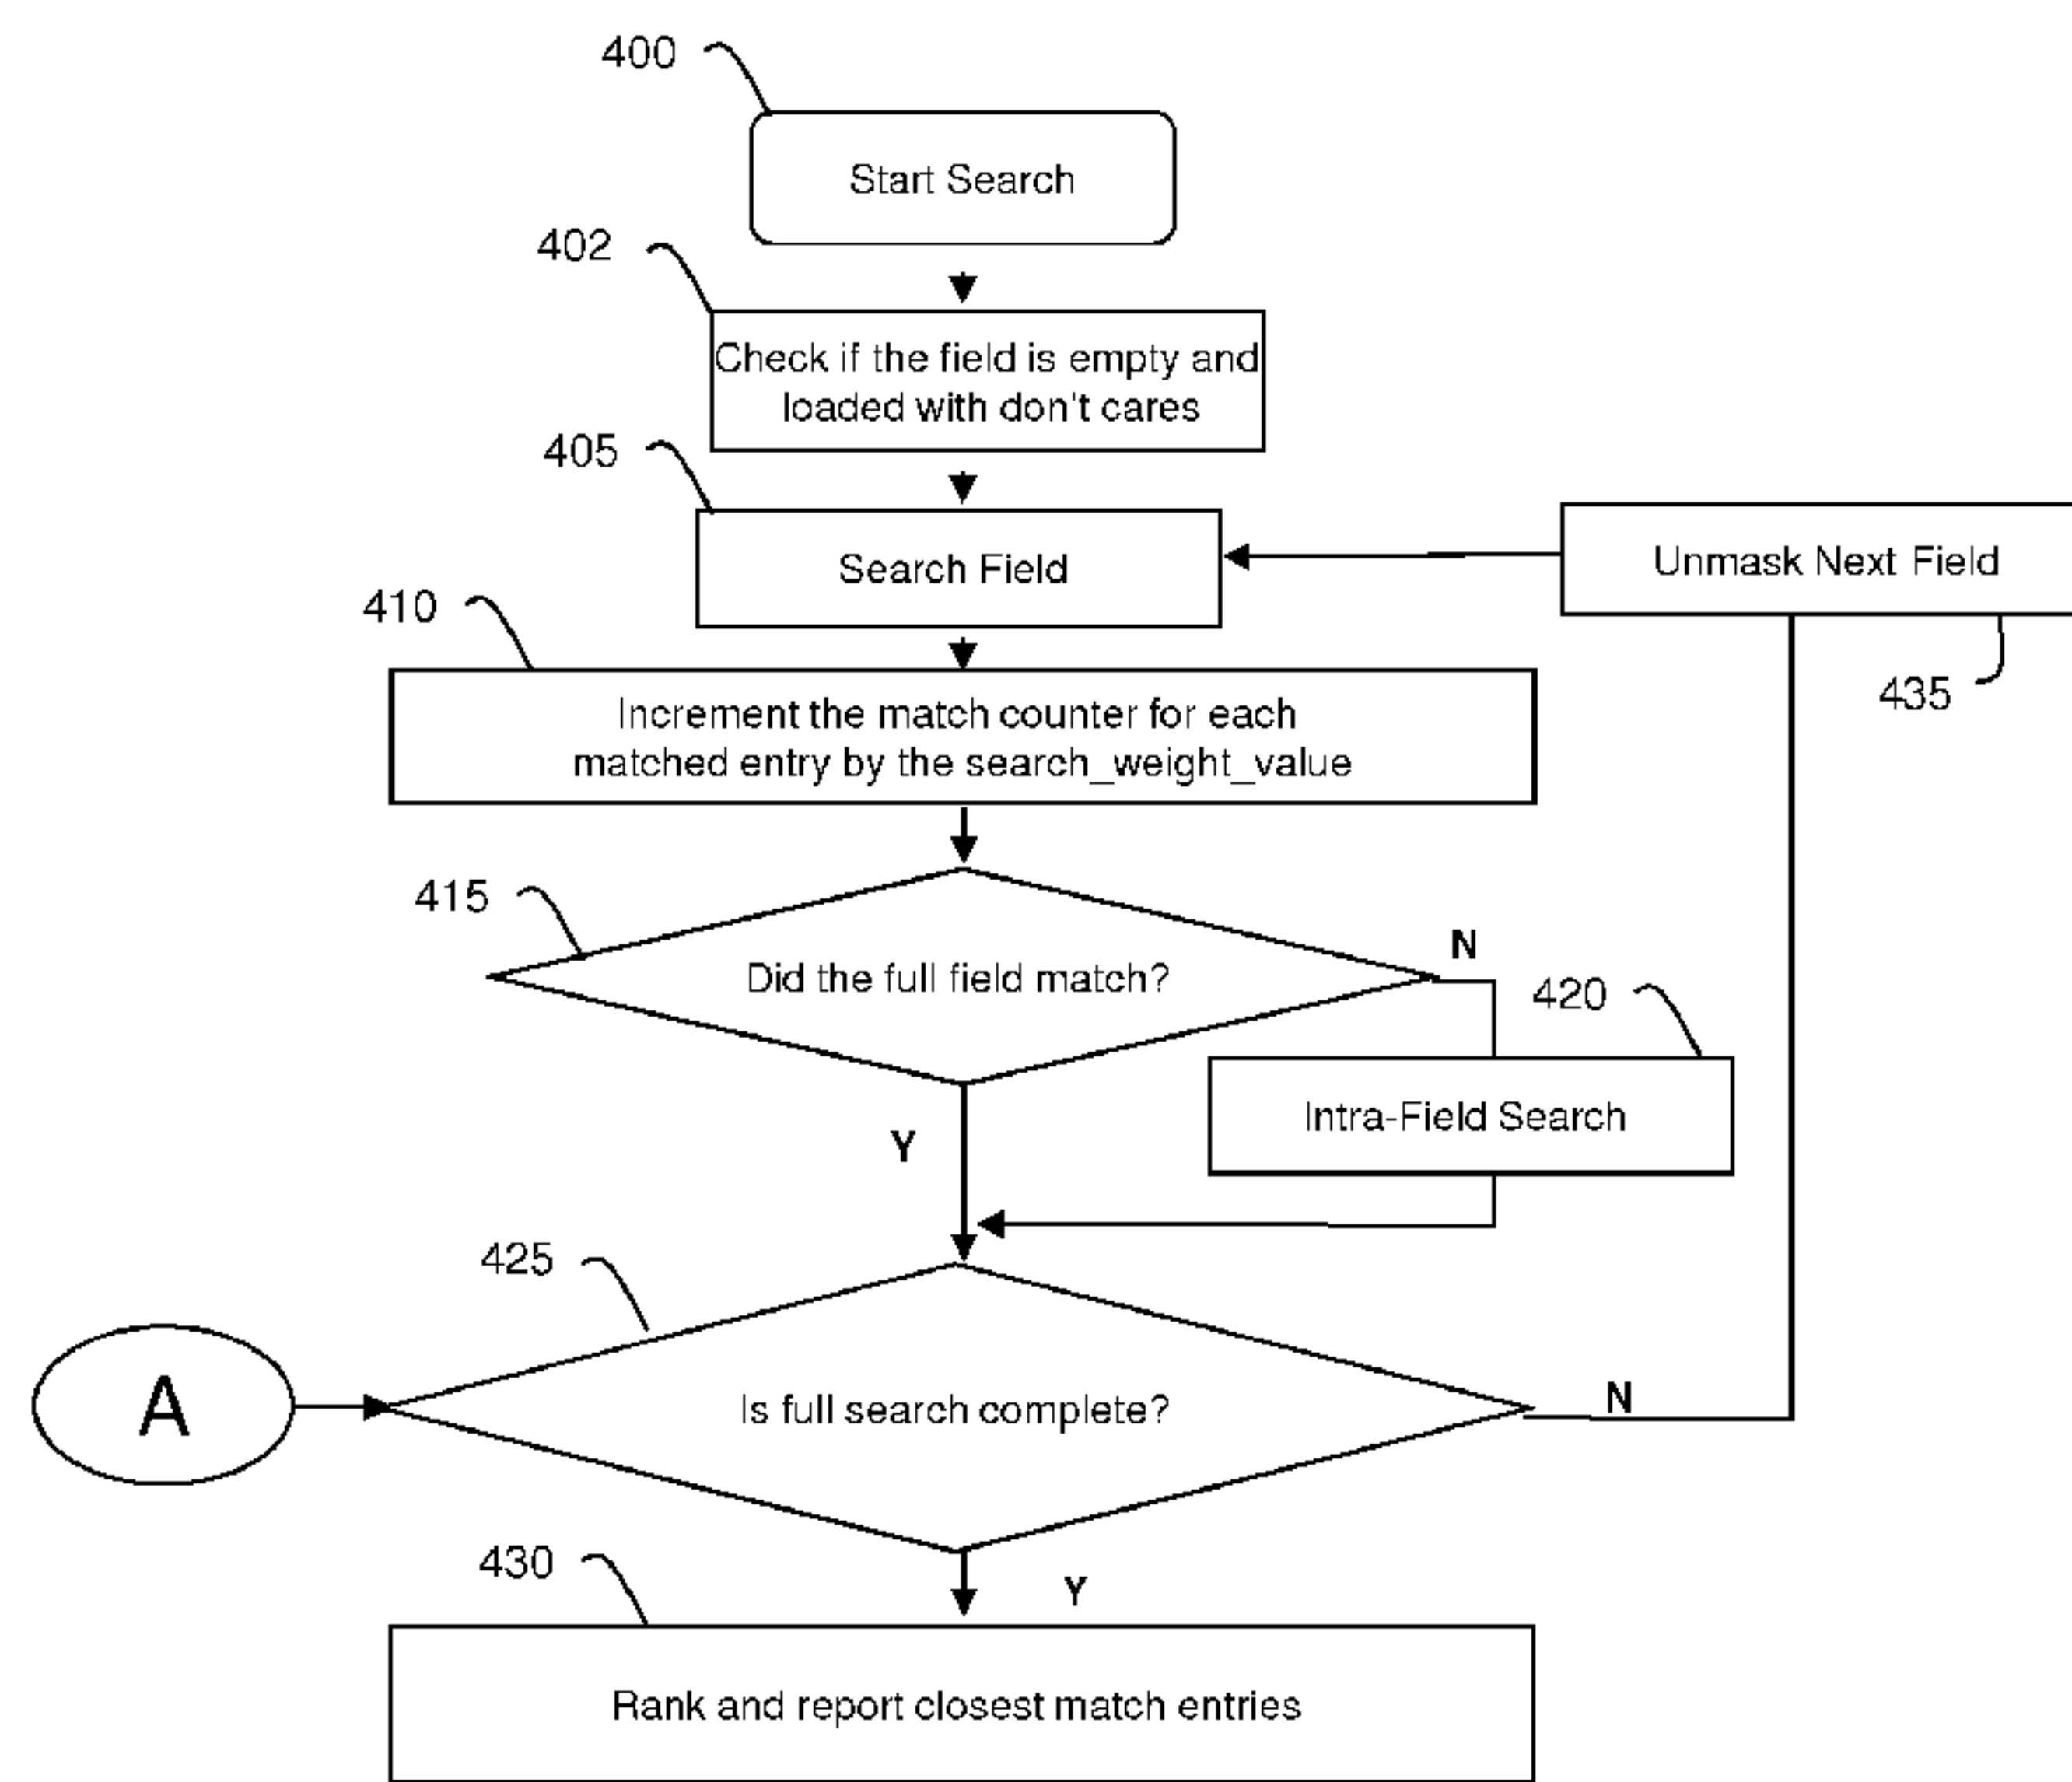 400
Start Search
402
Check if the field is empty and
loaded with don't cares
405
Search Field
Unmask Next Field
435
410
Increment the match counter for each
matched entry by the search_weight_value
415
Did the full field match?
N
420
Intra-Field Search
Y
425
A
Is full search complete?
N
430
Y
Rank and report closest match entries